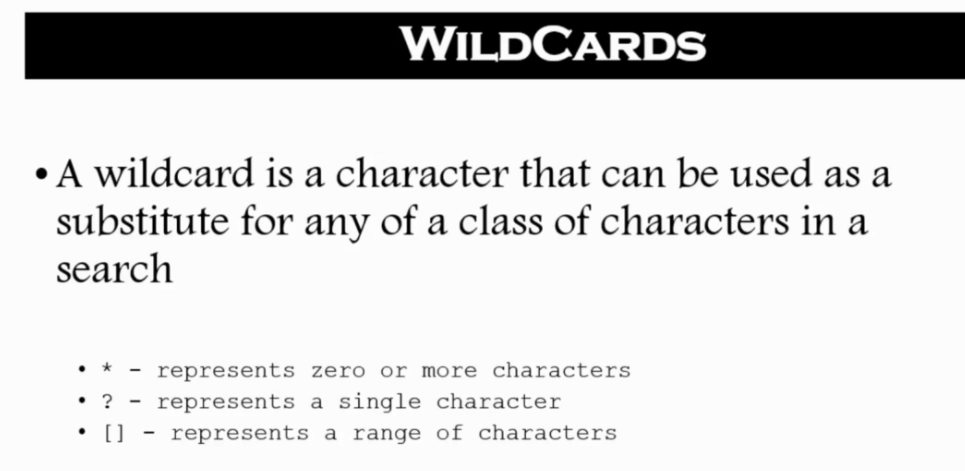 WILDCARDS
• A wildcard is a character that can be used as a
substitute for any of a class of characters in a
search
• * – represents zero or more characters
• ? – represents a single character
• [] – represents a range of characters